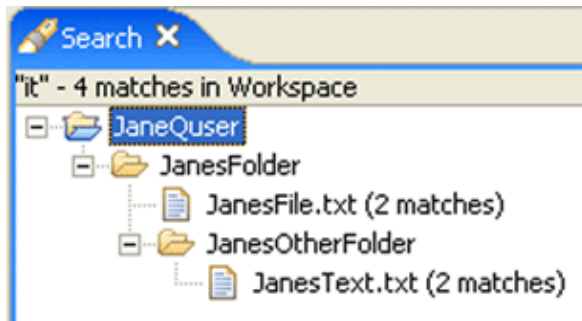 Search
"it" - 4 matches in Workspace
JaneQuser
JanesFolder
JanesFile.txt (2 matches)
JanesOtherFolder
JanesText.txt (2 matches)